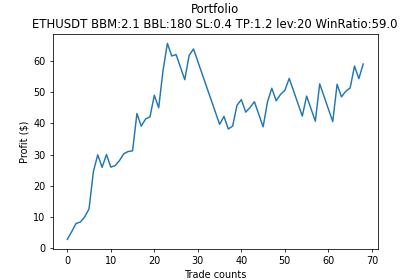 Portfolio
ETHUSDT BBM:2.1 BBL:180 SL:0.4 TP:1.2 lev:20 WinRatio:59.0
60
50
40
30
20
10
0
Profit ($)
0 10 20 30 40 50 60 70
Trade counts